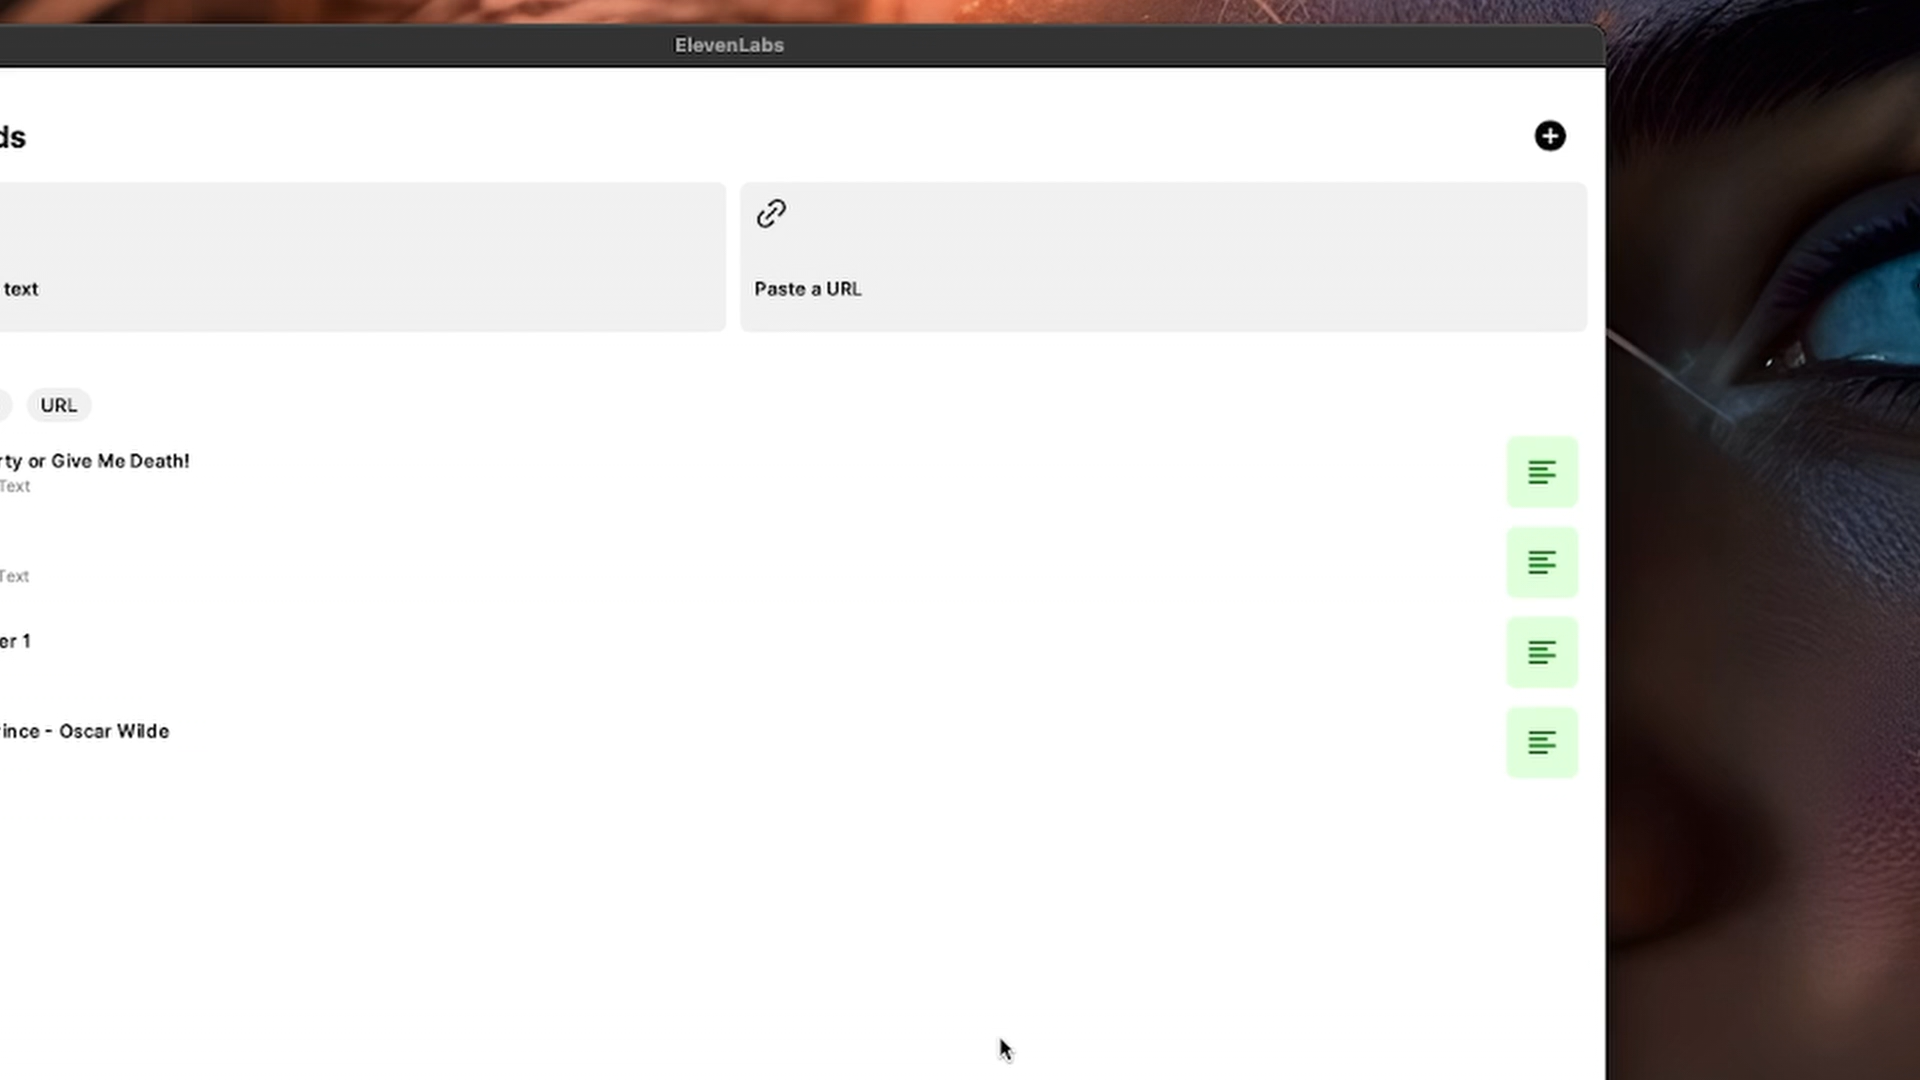 ElevenLabs
ds
text
Paste a URL
URL
rty or Give Me Death!
Text
Text
er 1
ince - Oscar Wilde